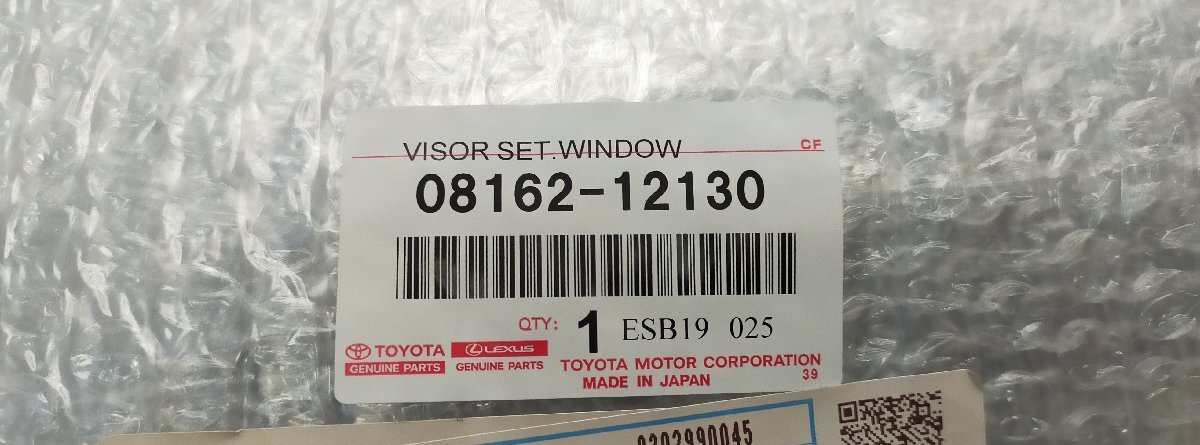 VISOR SET.WINDOW
CF
08162-12130
QTY: 1 ESB19 025
TOYOTA LEXUS
GENUINE PARTS GENUINE PARTS
TOYOTA MOTOR CORPORATION
MADE IN JAPAN 39
0302990045